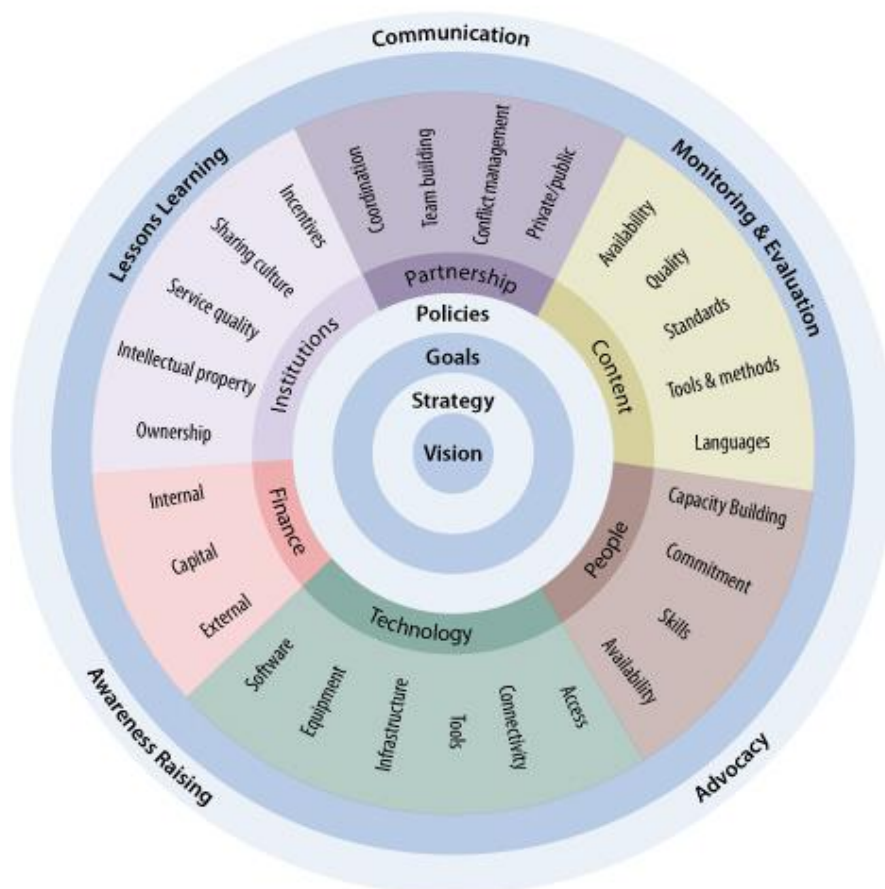 Communication
Monitoring & Evaluation
Advocacy
Awareness Raising
Lessons Learning
Partnership
Coordination
Team building
Conflict management
Private/public
Content
Availability
Quality
Standards
Tools & methods
Languages
People
Capacity Building
Commitment
Skills
Availability
Technology
Access
Connectivity
Tools
Infrastructure
Equipment
Software
Finance
External
Capital
Internal
Institutions
Ownership
Intellectual property
Service quality
Sharing culture
Incentives
Policies
Goals
Strategy
Vision